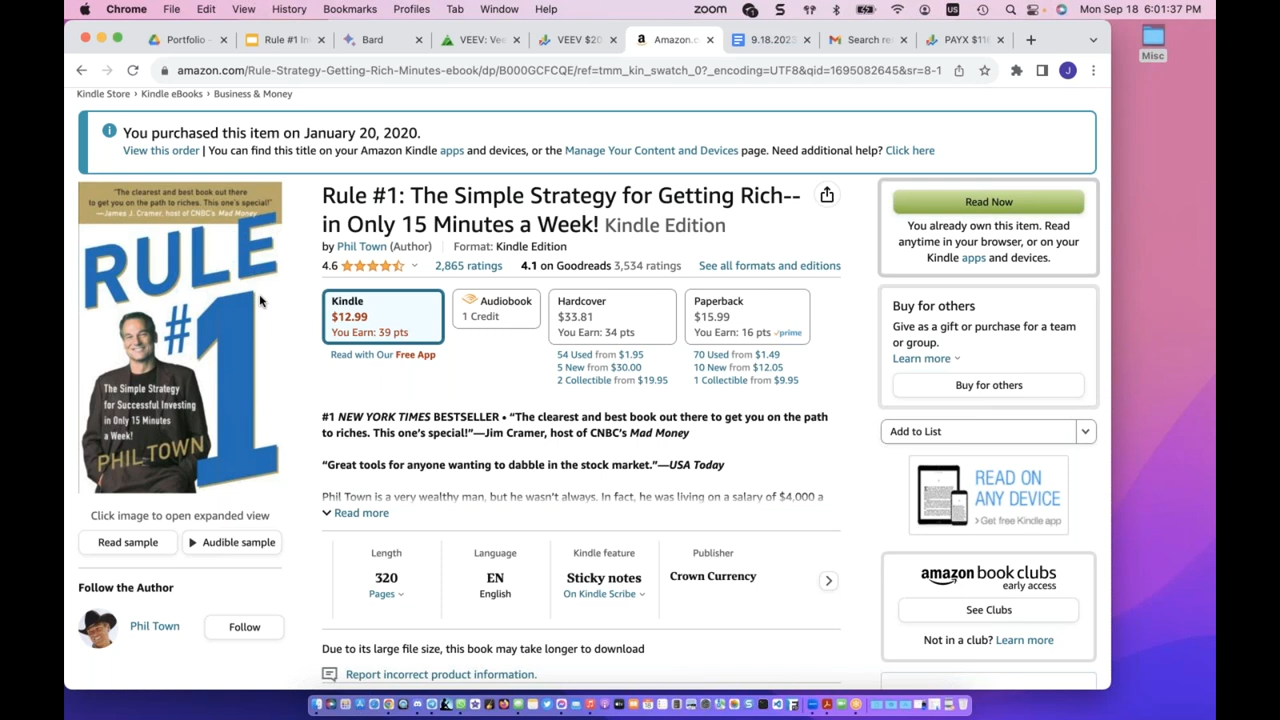 Chrome File Edit View History Bookmarks Profiles Tab Window Help zoom US Mon Sep 18 6:01:37 PM
Portfolio - Rule #1 In Bard VEEV: Vee VEEV $20 Amazon.c 9.18.2023 Search re PAYX $11
amazon.com/Rule-Strategy-Getting-Rich-Minutes-ebook/dp/B000GCFCQE/ref=tmm_kin_swatch_0?_encoding=UTF8&qid=1695082645&sr=8-1
J
Misc
Kindle Store › Kindle eBooks › Business & Money
You purchased this item on January 20, 2020.
View this order | You can find this title on your Amazon Kindle apps and devices, or the Manage Your Content and Devices page. Need additional help? Click here
"The clearest and best book out there
to get you on the path to riches. This one's special!"
—James J. Cramer, host of CNBC's Mad Money
RULE
#1
The Simple Strategy
for Successful Investing
in Only 15 Minutes
a Week!
PHIL TOWN
Click image to open expanded view
Read sample
Audible sample
Follow the Author
Phil Town
Follow
Rule #1: The Simple Strategy for Getting Rich--
in Only 15 Minutes a Week! Kindle Edition
by Phil Town (Author) Format: Kindle Edition
4.6 2,865 ratings 4.1 on Goodreads 3,534 ratings See all formats and editions
Kindle
$12.99
You Earn: 39 pts
Read with Our Free App
Audiobook
1 Credit
Hardcover
$33.81
You Earn: 34 pts
54 Used from $1.95
5 New from $30.00
2 Collectible from $19.95
Paperback
$15.99
You Earn: 16 pts prime
70 Used from $1.49
10 New from $12.05
1 Collectible from $9.95
#1 NEW YORK TIMES BESTSELLER • “The clearest and best book out there to get you on the path
to riches. This one’s special!”—Jim Cramer, host of CNBC’s Mad Money
“Great tools for anyone wanting to dabble in the stock market.”—USA Today
Phil Town is a very wealthy man, but he wasn’t always. In fact, he was living on a salary of $4,000 a
Read more
Length
320
Pages
Language
EN
English
Kindle feature
Sticky notes
On Kindle Scribe
Publisher
Crown Currency
Due to its large file size, this book may take longer to download
Report incorrect product information.
Read Now
You already own this item. Read
anytime in your browser, or on your
Kindle apps and devices.
Buy for others
Give as a gift or purchase for a team
or group.
Learn more
Buy for others
Add to List
READ ON
ANY DEVICE
› Get free Kindle app
amazon book clubs
early access
See Clubs
Not in a club? Learn more